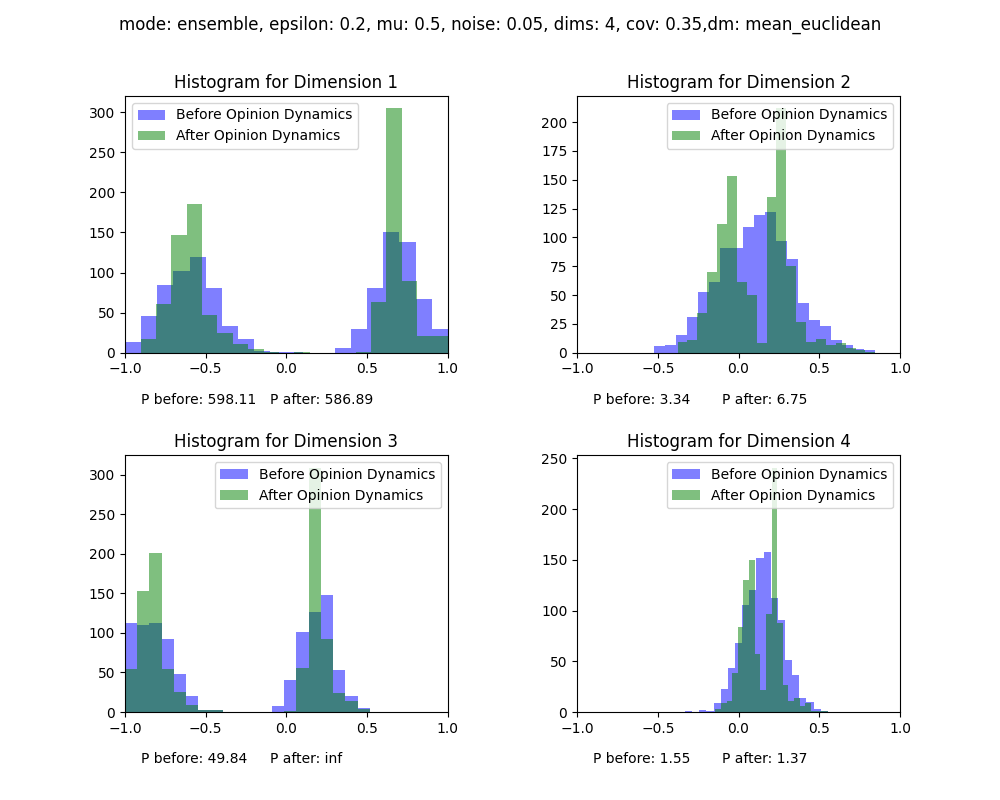 mode: ensemble, epsilon: 0.2, mu: 0.5, noise: 0.05, dims: 4, cov: 0.35,dm: mean_euclidean
Histogram for Dimension 1
Before Opinion Dynamics
After Opinion Dynamics
300
250
200
150
100
50
0
−1.0 −0.5 0.0 0.5 1.0
P before: 598.11 P after: 586.89
Histogram for Dimension 2
Before Opinion Dynamics
After Opinion Dynamics
200
175
150
125
100
75
50
25
0
−1.0 −0.5 0.0 0.5 1.0
P before: 3.34 P after: 6.75
Histogram for Dimension 3
Before Opinion Dynamics
After Opinion Dynamics
300
250
200
150
100
50
0
−1.0 −0.5 0.0 0.5 1.0
P before: 49.84 P after: inf
Histogram for Dimension 4
Before Opinion Dynamics
After Opinion Dynamics
250
200
150
100
50
0
−1.0 −0.5 0.0 0.5 1.0
P before: 1.55 P after: 1.37